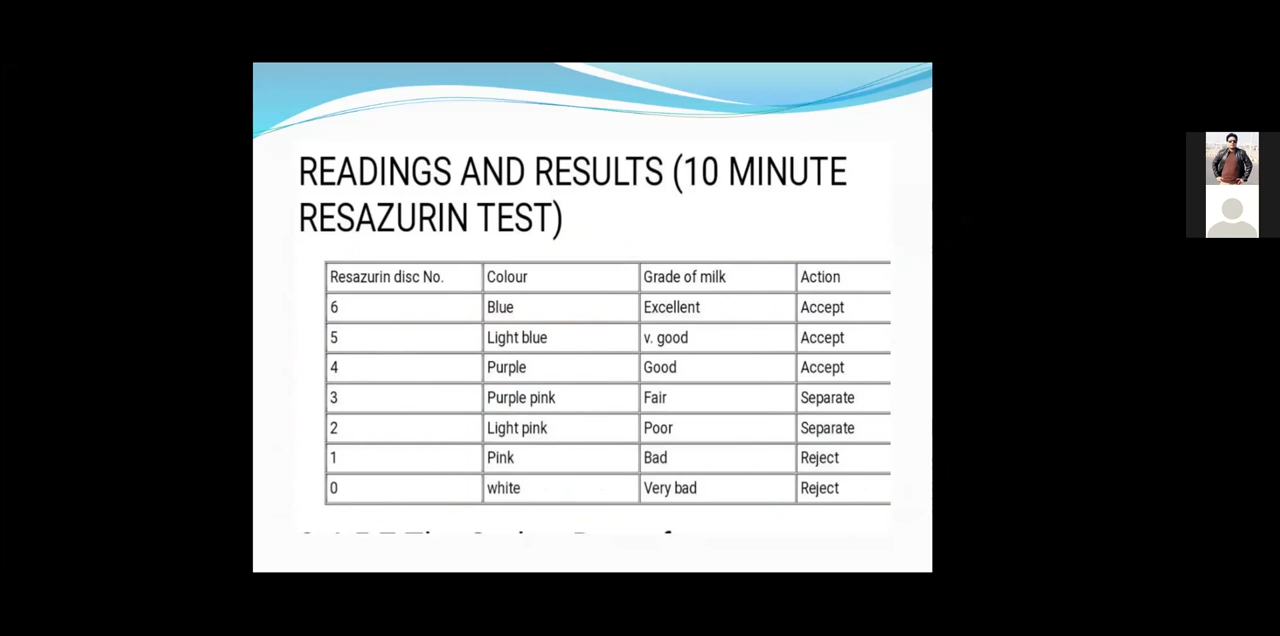 READINGS AND RESULTS (10 MINUTE
RESAZURIN TEST)
Resazurin disc No. Colour Grade of milk Action
6 Blue Excellent Accept
5 Light blue v. good Accept
4 Purple Good Accept
3 Purple pink Fair Separate
2 Light pink Poor Separate
1 Pink Bad Reject
0 white Very bad Reject